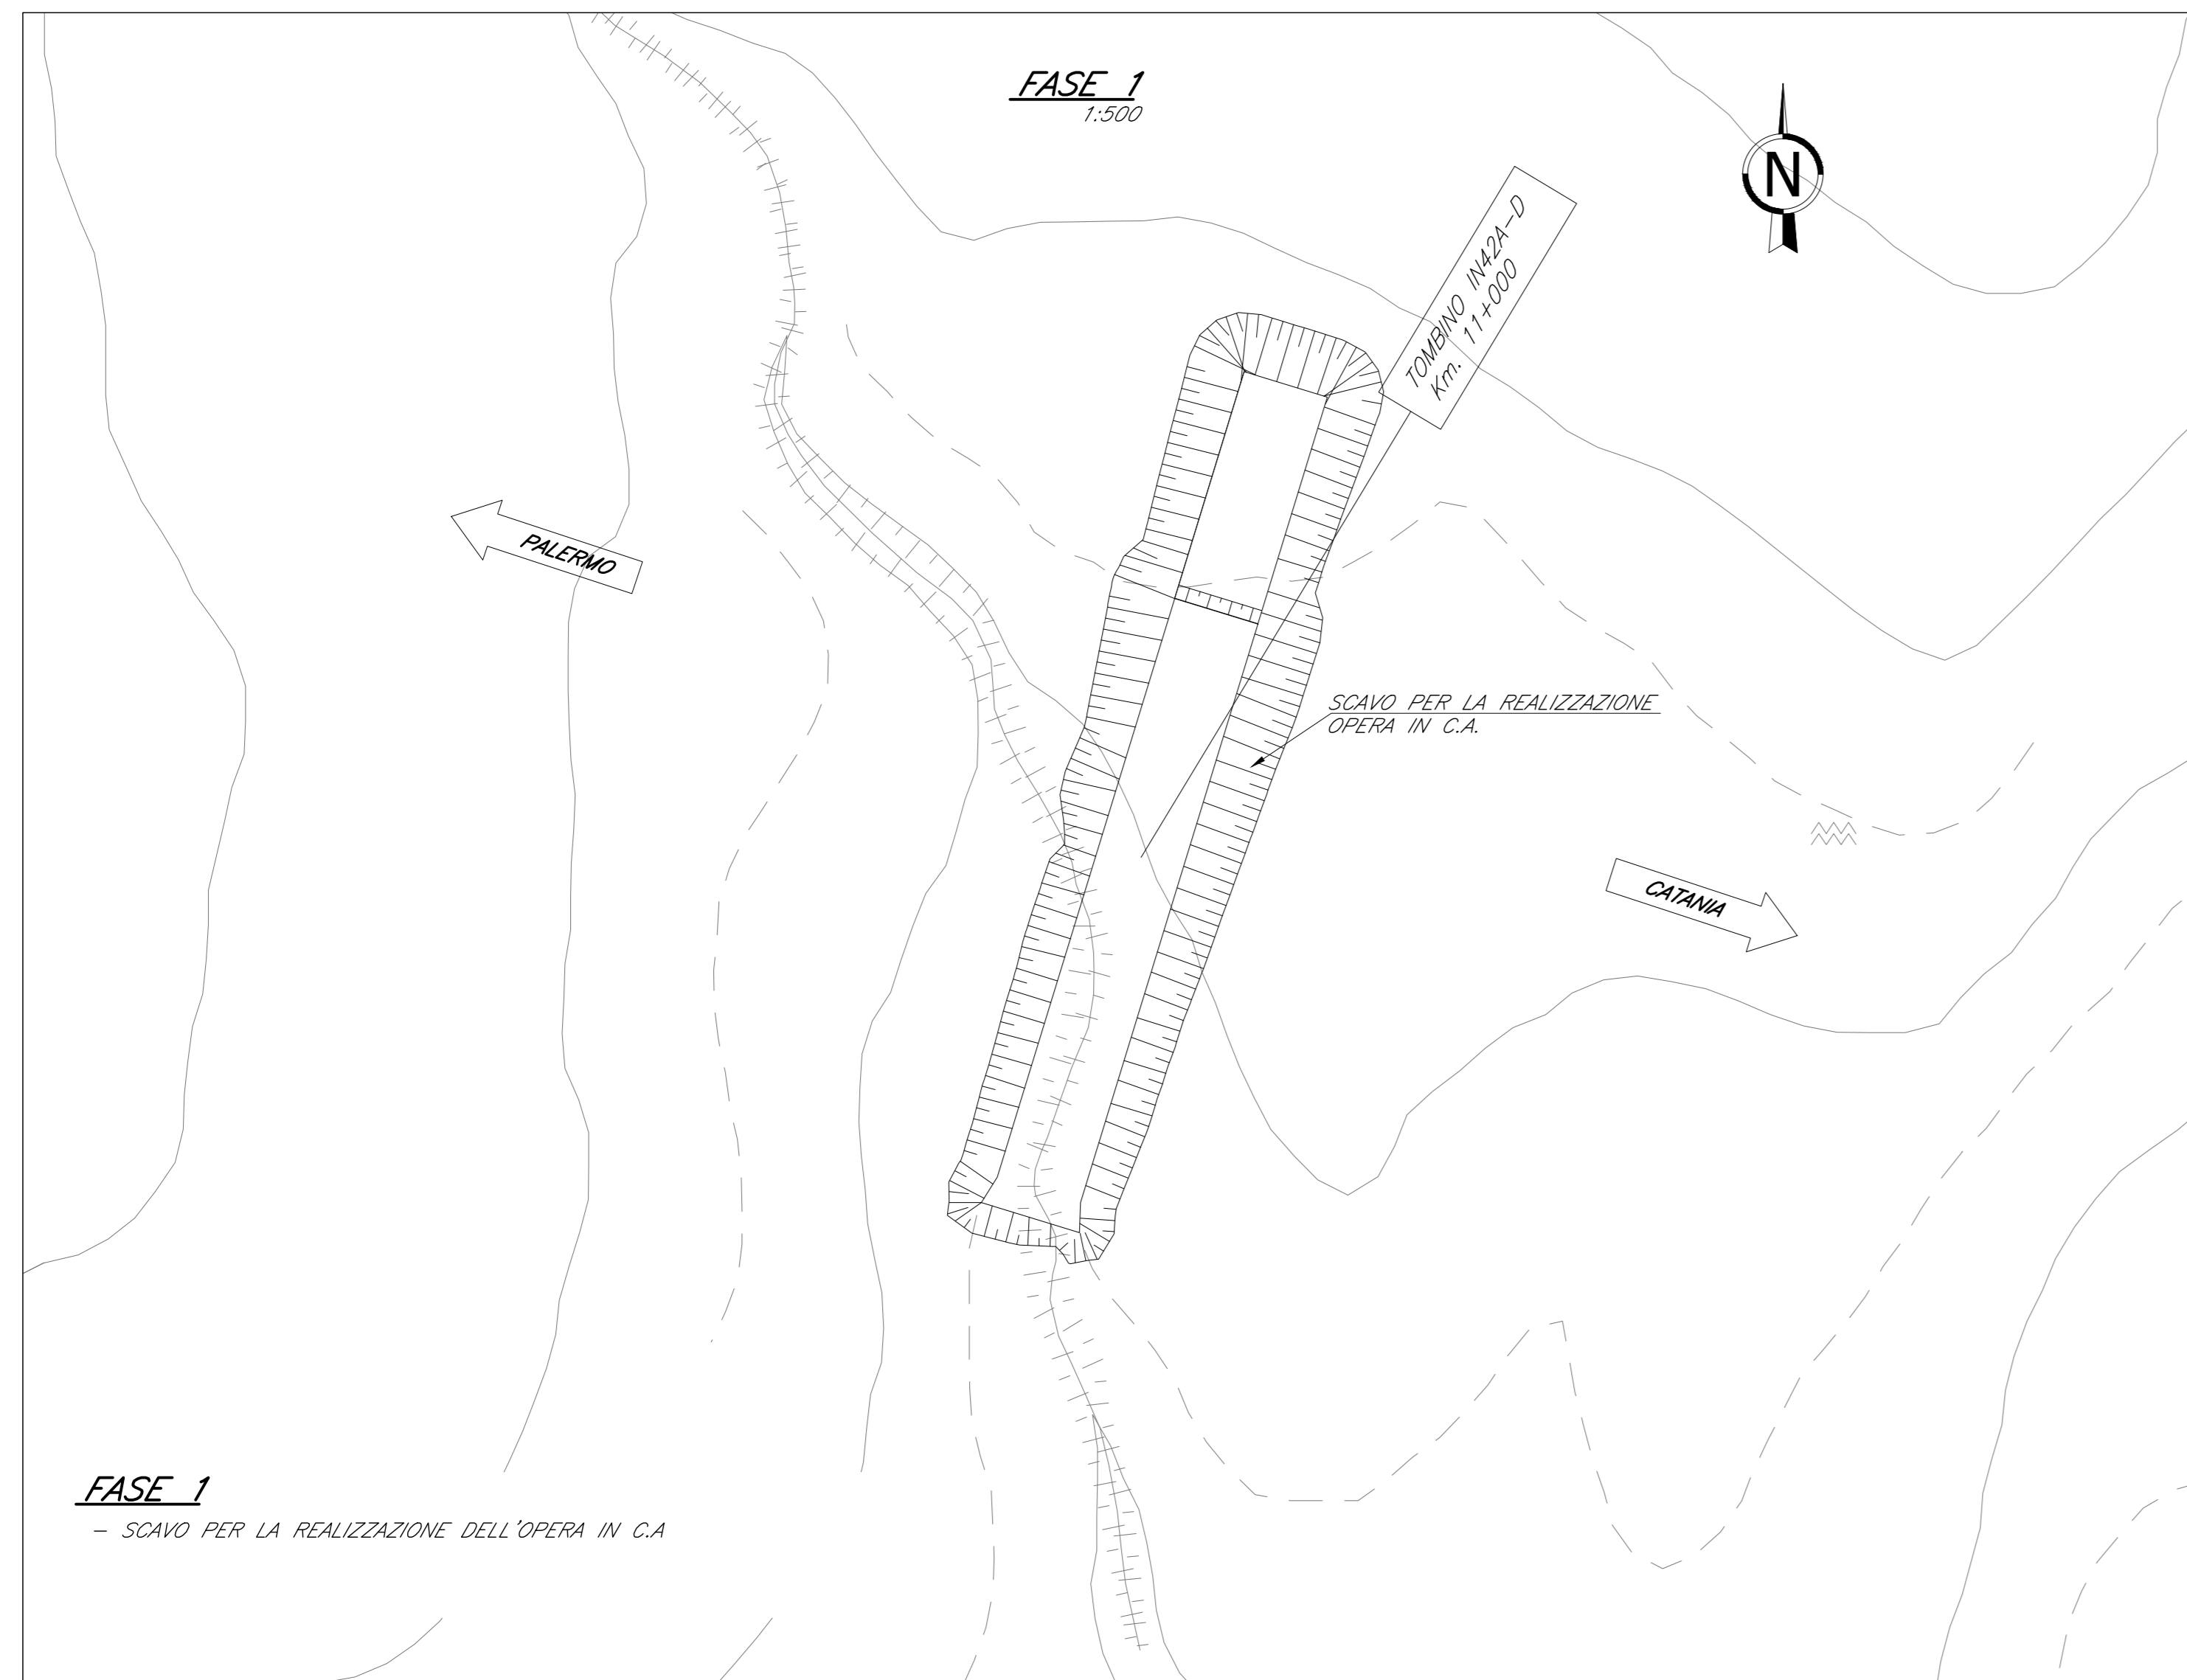 FASE 1
1:500
N
TOMBINO IN42A-D
Km. 11+000
PALERMO
SCAVO PER LA REALIZZAZIONE
OPERA IN C.A.
CATANIA
FASE 1
- SCAVO PER LA REALIZZAZIONE DELL'OPERA IN C.A